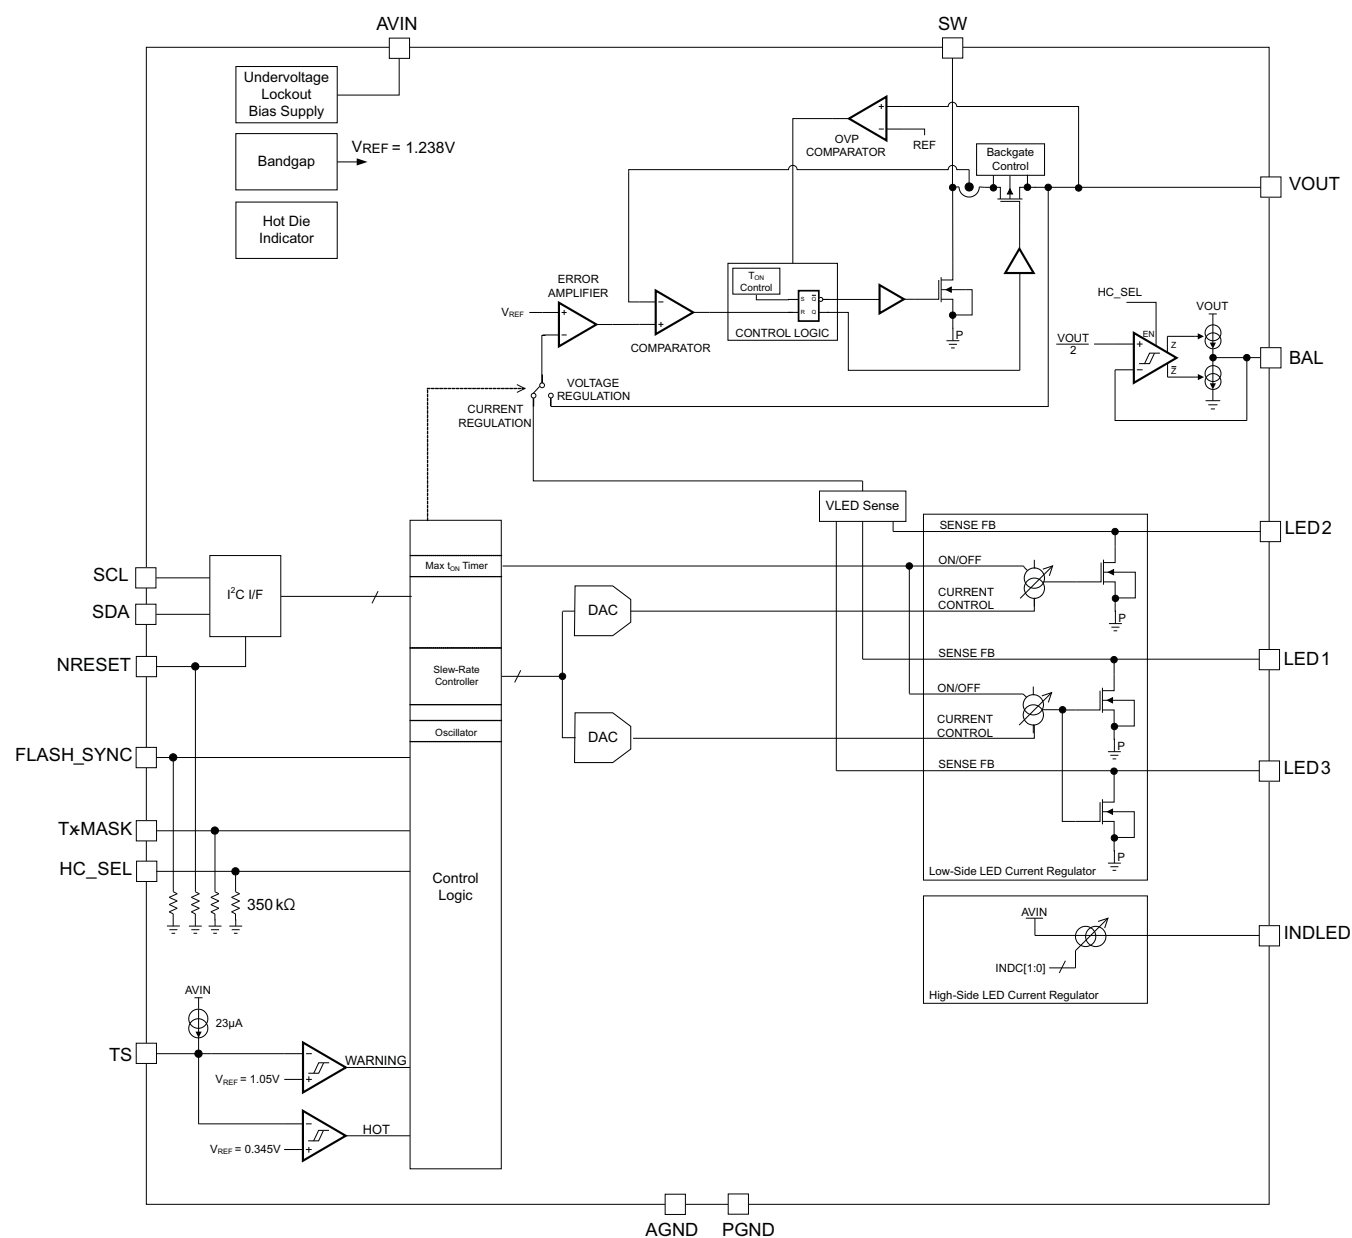 AVIN
SW
Undervoltage
Lockout
Bias Supply
Bandgap
VREF = 1.238V
Hot Die
Indicator
OVP
COMPARATOR
+
−
REF
Backgate
Control
VOUT
ERROR
AMPLIFIER
VREF
+
−
−
+
COMPARATOR
TON
Control
S
Q̅
R
Q
CONTROL LOGIC
P
HC_SEL
VOUT
VOUT
2
EN
+
−
Z
Z̅
BAL
VOLTAGE
REGULATION
CURRENT
REGULATION
VLED Sense
SENSE FB
LED2
Max tON Timer
ON/OFF
CURRENT
CONTROL
P
SCL
SDA
I²C I/F
DAC
NRESET
Slew-Rate
Controller
SENSE FB
LED1
ON/OFF
CURRENT
CONTROL
P
Oscillator
DAC
FLASH_SYNC
SENSE FB
LED3
Tx-MASK
HC_SEL
P
Low-Side LED Current Regulator
Control
Logic
350 kΩ
AVIN
INDLED
INDC[1:0]
High-Side LED Current Regulator
AVIN
23µA
TS
−
+
WARNING
VREF = 1.05V
−
+
HOT
VREF = 0.345V
AGND
PGND